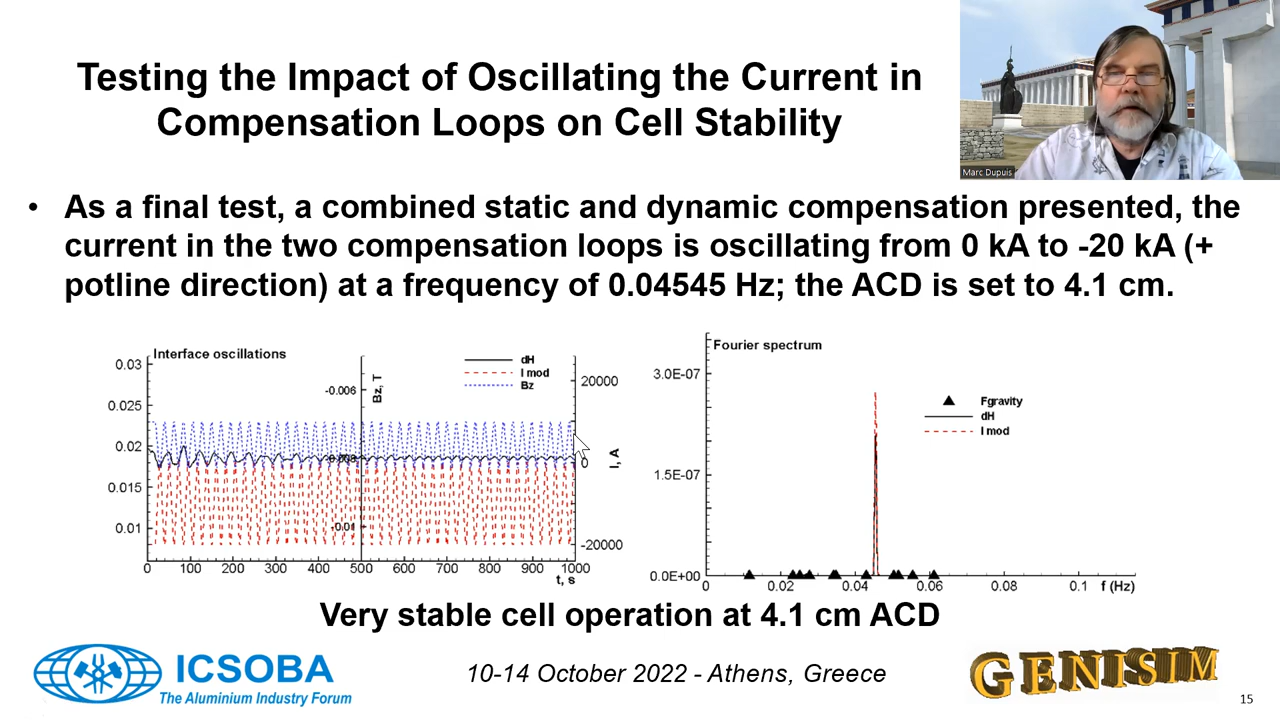 Testing the Impact of Oscillating the Current in
Compensation Loops on Cell Stability
Marc Dupuis
• As a final test, a combined static and dynamic compensation presented, the
current in the two compensation loops is oscillating from 0 kA to -20 kA (+
potline direction) at a frequency of 0.04545 Hz; the ACD is set to 4.1 cm.
Interface oscillations
dH
I mod
Bz
0.03
0.025
0.02
0.015
0.01
-0.006
-0.008
-0.01
Bz, T
20000
0
-20000
I, A
0 100 200 300 400 500 600 700 800 900 1000
t, s
Fourier spectrum
3.0E-07
1.5E-07
0.0E+00
Fgravity
dH
I mod
0 0.02 0.04 0.06 0.08 0.1 f (Hz)
Very stable cell operation at 4.1 cm ACD
ICSOBA
The Aluminium Industry Forum
10-14 October 2022 - Athens, Greece
GENISIM
15